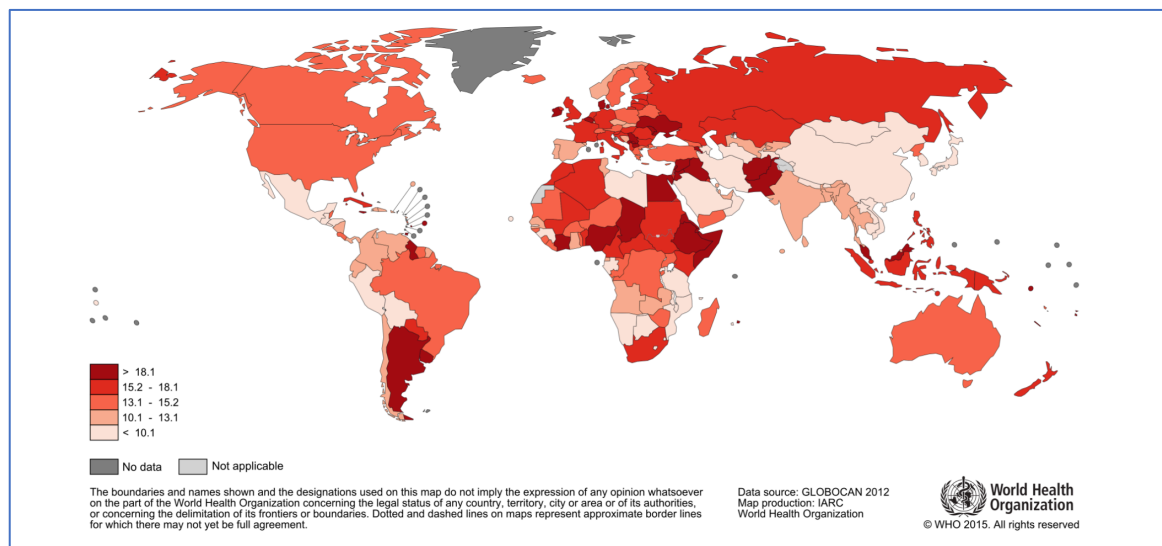 > 18.1
15.2 - 18.1
13.1 - 15.2
10.1 - 13.1
< 10.1
No data
Not applicable
The boundaries and names shown and the designations used on this map do not imply the expression of any opinion whatsoever
on the part of the World Health Organization concerning the legal status of any country, territory, city or area or of its authorities,
or concerning the delimitation of its frontiers or boundaries. Dotted and dashed lines on maps represent approximate border lines
for which there may not yet be full agreement.
Data source: GLOBOCAN 2012
Map production: IARC
World Health Organization
World Health
Organization
© WHO 2015. All rights reserved